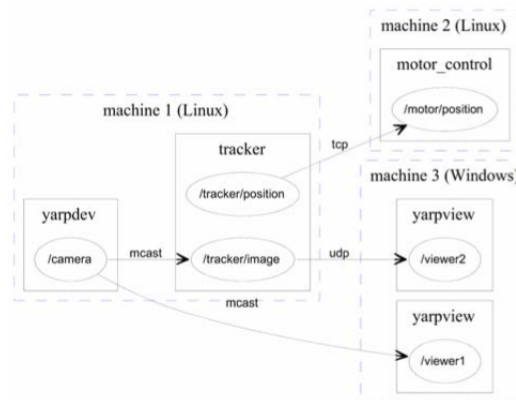 machine 2 (Linux)
motor_control
/motor/position
machine 1 (Linux)
tracker
tcp
/tracker/position
machine 3 (Windows)
yarpdev
yarpview
/camera
mcast
/tracker/image
udp
/viewer2
mcast
yarpview
/viewer1